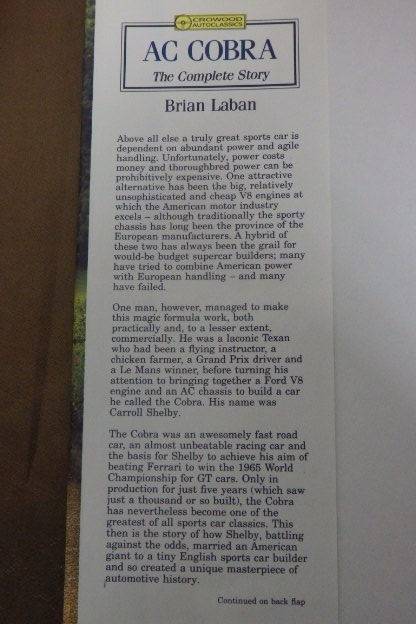 CROWOOD
AUTOCLASSICS
AC COBRA
The Complete Story
Brian Laban
Above all else a truly great sports car is
dependent on abundant power and agile
handling. Unfortunately, power costs
money and thoroughbred power can be
prohibitively expensive. One attractive
alternative has been the big, relatively
unsophisticated and cheap V8 engines at
which the American motor industry
excels – although traditionally the sporty
chassis has long been the province of the
European manufacturers. A hybrid of
these two has always been the grail for
would-be budget supercar builders; many
have tried to combine American power
with European handling – and many
have failed.
One man, however, managed to make
this magic formula work, both
practically and, to a lesser extent,
commercially. He was a laconic Texan
who had been a flying instructor, a
chicken farmer, a Grand Prix driver and
a Le Mans winner, before turning his
attention to bringing together a Ford V8
engine and an AC chassis to build a car
he called the Cobra. His name was
Carroll Shelby.
The Cobra was an awesomely fast road
car, an almost unbeatable racing car and
the basis for Shelby to achieve his aim of
beating Ferrari to win the 1965 World
Championship for GT cars. Only in
production for just five years (which saw
just a thousand or so built), the Cobra
has nevertheless become one of the
greatest of all sports car classics. This
then is the story of how Shelby, battling
against the odds, married an American
giant to a tiny English sports car builder
and so created a unique masterpiece of
automotive history.
Continued on back flap